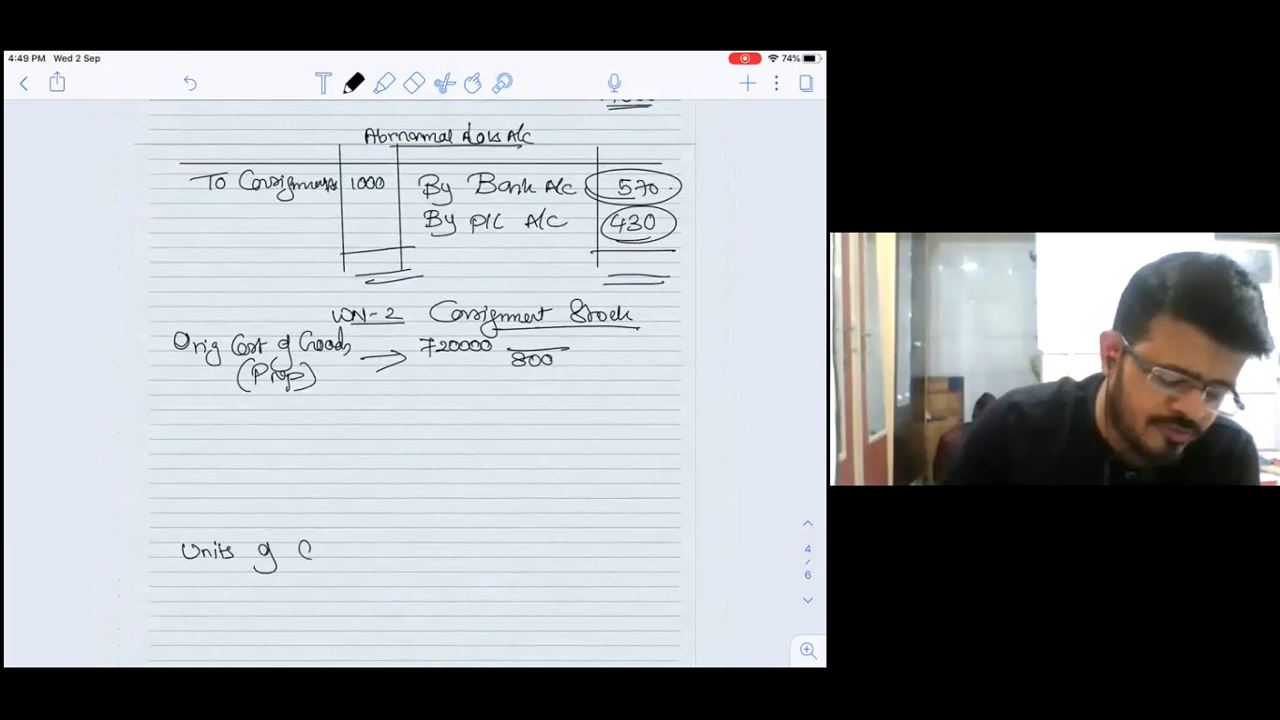 4:49 PM Wed 2 Sep
74%
T
Abnormal Loss A/c
To Consignment 1000 By Bank A/c 570
By P/L A/c 430
WN-2 Consignment Stock
Orig Cost of Goods 720000
800
(Prop)
Units of C
4
/
6